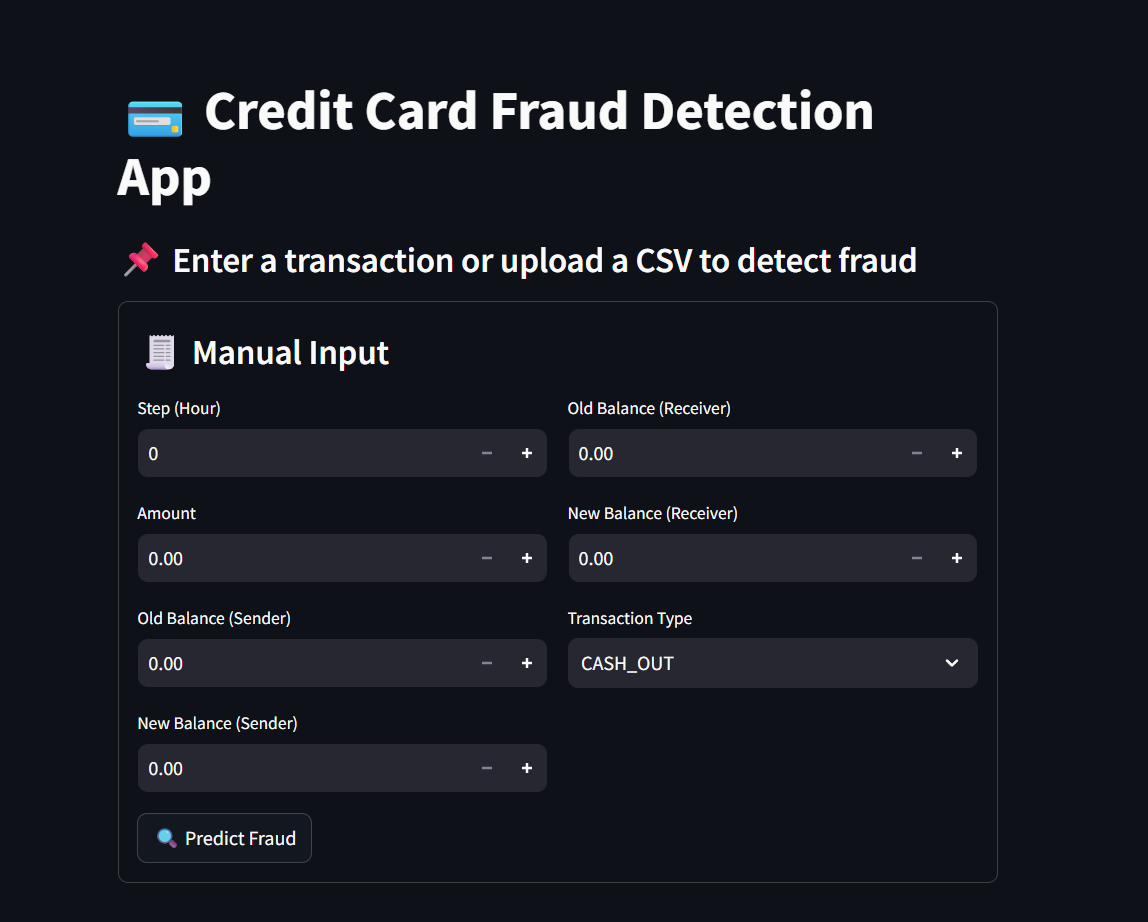 Credit Card Fraud Detection
App
Enter a transaction or upload a CSV to detect fraud
Manual Input
Step (Hour)
0
Amount
0.00
Old Balance (Sender)
0.00
New Balance (Sender)
0.00
Old Balance (Receiver)
0.00
New Balance (Receiver)
0.00
Transaction Type
CASH_OUT
Predict Fraud